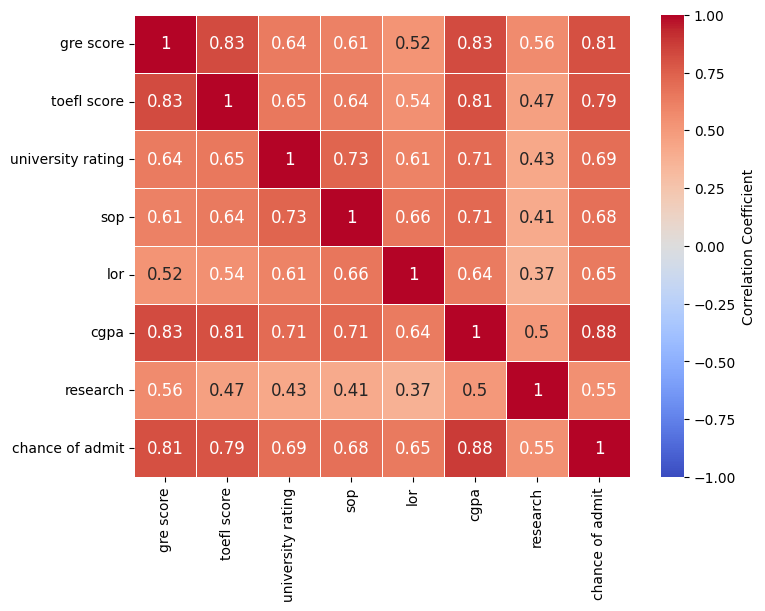 gre score 1 0.83 0.64 0.61 0.52 0.83 0.56 0.81
toefl score 0.83 1 0.65 0.64 0.54 0.81 0.47 0.79
university rating 0.64 0.65 1 0.73 0.61 0.71 0.43 0.69
sop 0.61 0.64 0.73 1 0.66 0.71 0.41 0.68
lor 0.52 0.54 0.61 0.66 1 0.64 0.37 0.65
cgpa 0.83 0.81 0.71 0.71 0.64 1 0.5 0.88
research 0.56 0.47 0.43 0.41 0.37 0.5 1 0.55
chance of admit 0.81 0.79 0.69 0.68 0.65 0.88 0.55 1
gre score
toefl score
university rating
sop
lor
cgpa
research
chance of admit
1.00
0.75
0.50
0.25
0.00
−0.25
−0.50
−0.75
−1.00
Correlation Coefficient